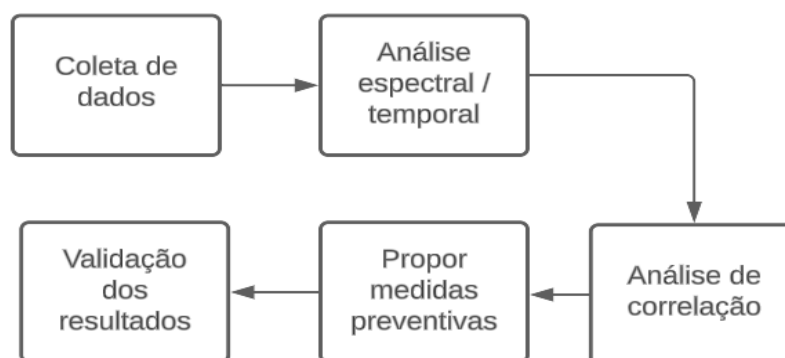 Coleta de
dados
Análise
espectral /
temporal
Análise de
correlação
Propor
medidas
preventivas
Validação
dos
resultados